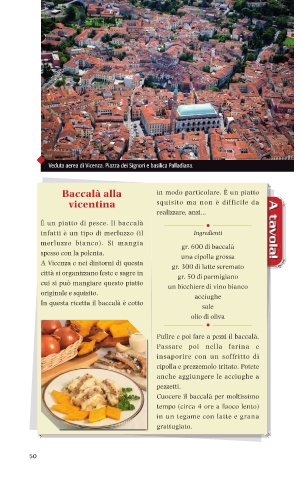 Veduta aerea di Vicenza. Piazza dei Signori e basilica Palladiana.
Baccalà alla
vicentina
È un piatto di pesce. Il baccalà
infatti è un tipo di merluzzo (il
merluzzo bianco). Si mangia
spesso con la polenta.
A Vicenza e nei dintorni di questa
città si organizzano feste e sagre in
cui si può mangiare questo piatto
originale e squisito.
In questa ricetta il baccalà è cotto
in modo particolare. È un piatto
squisito ma non è difficile da
realizzare, anzi...
A tavola!
Ingredienti
gr. 600 di baccalà
una cipolla grossa
gr. 300 di latte scremato
gr. 50 di parmigiano
un bicchiere di vino bianco
acciughe
sale
olio di oliva
Pulire e poi fare a pezzi il baccalà.
Passare poi nella farina e
insaporire con un soffritto di
cipolla e prezzemolo tritato. Potete
anche aggiungere le acciughe a
pezzetti.
Cuocere il baccalà per moltissimo
tempo (circa 4 ore a fuoco lento)
in un tegame con latte e grana
grattugiato.
50